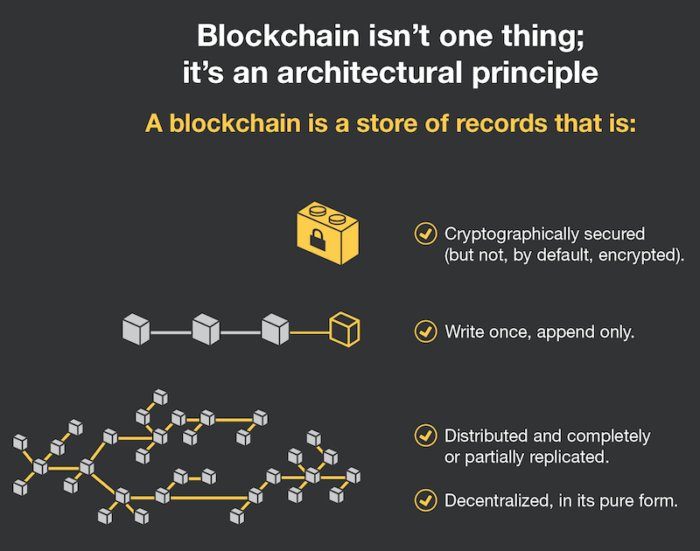 Blockchain isn’t one thing;
it’s an architectural principle
A blockchain is a store of records that is:
Cryptographically secured
(but not, by default, encrypted).
Write once, append only.
Distributed and completely
or partially replicated.
Decentralized, in its pure form.